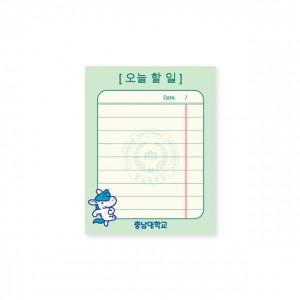 [ 오늘 할 일 ]
Date.    /
충남대학교